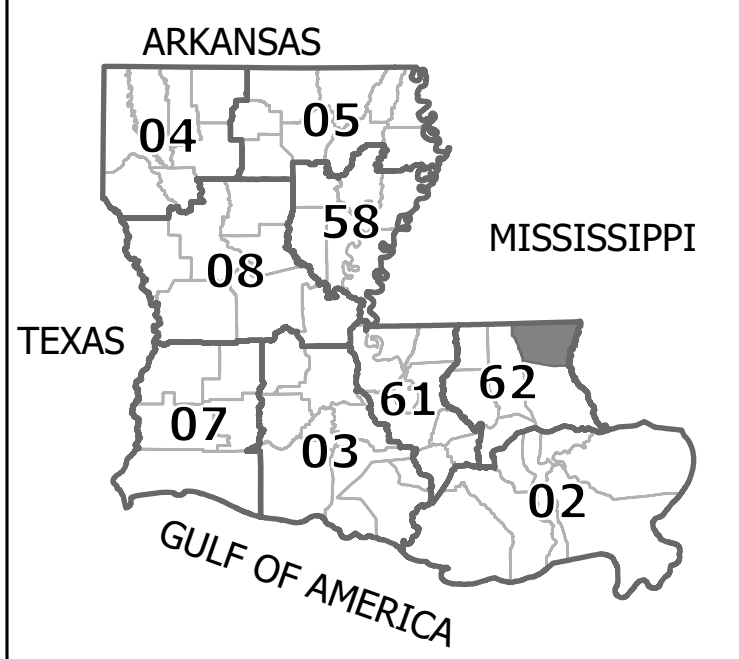 ARKANSAS
04
05
58
MISSISSIPPI
08
TEXAS
62
61
07
03
02
GULF OF AMERICA